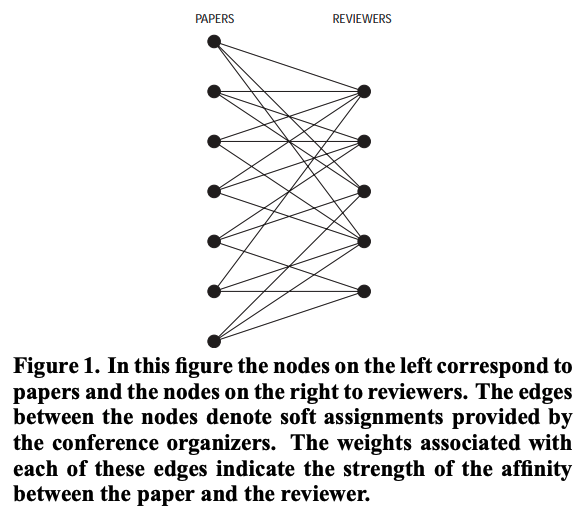 PAPERS
REVIEWERS
Figure 1. In this figure the nodes on the left correspond to
papers and the nodes on the right to reviewers. The edges
between the nodes denote soft assignments provided by
the conference organizers. The weights associated with
each of these edges indicate the strength of the affinity
between the paper and the reviewer.